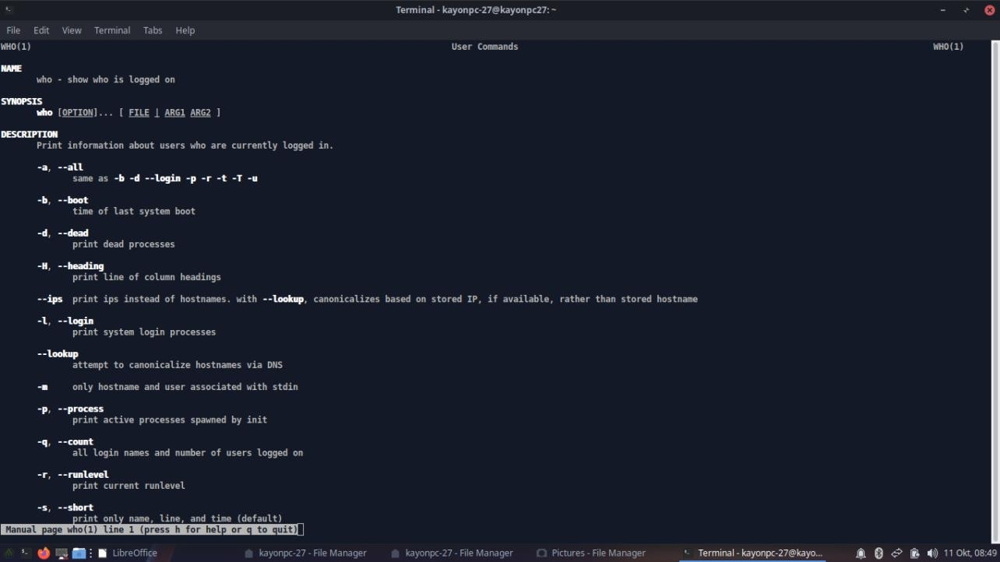 Terminal - kayonpc-27@kayonpc27: ~
File Edit View Terminal Tabs Help
WHO(1) User Commands WHO(1)
NAME
who - show who is logged on
SYNOPSIS
who [OPTION]... [ FILE | ARG1 ARG2 ]
DESCRIPTION
Print information about users who are currently logged in.
-a, --all
same as -b -d --login -p -r -t -T -u
-b, --boot
time of last system boot
-d, --dead
print dead processes
-H, --heading
print line of column headings
--ips print ips instead of hostnames. with --lookup, canonicalizes based on stored IP, if available, rather than stored hostname
-l, --login
print system login processes
--lookup
attempt to canonicalize hostnames via DNS
-m only hostname and user associated with stdin
-p, --process
print active processes spawned by init
-q, --count
all login names and number of users logged on
-r, --runlevel
print current runlevel
-s, --short
print only name, line, and time (default)
Manual page who(1) line 1 (press h for help or q to quit)
LibreOffice kayonpc-27 - File Manager kayonpc-27 - File Manager Pictures - File Manager Terminal - kayonpc-27@kayo... 11 Okt, 08:49